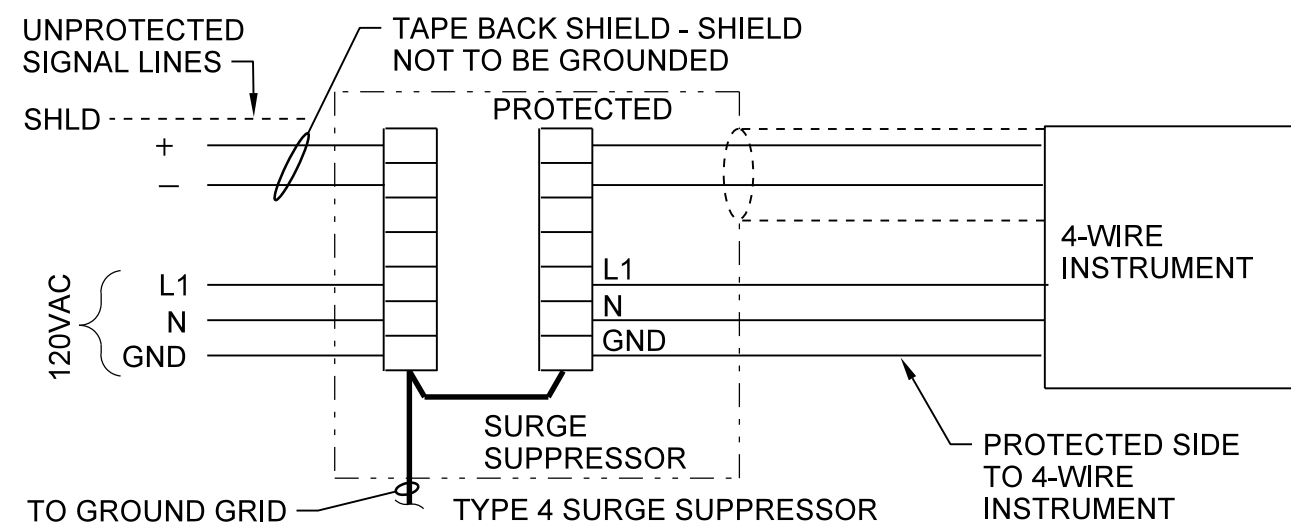 UNPROTECTED
SIGNAL LINES
TAPE BACK SHIELD - SHIELD
NOT TO BE GROUNDED
SHLD
PROTECTED
+
–
4-WIRE
INSTRUMENT
120VAC
L1
N
GND
L1
N
GND
SURGE
SUPPRESSOR
PROTECTED SIDE
TO 4-WIRE
INSTRUMENT
TO GROUND GRID
TYPE 4 SURGE SUPPRESSOR